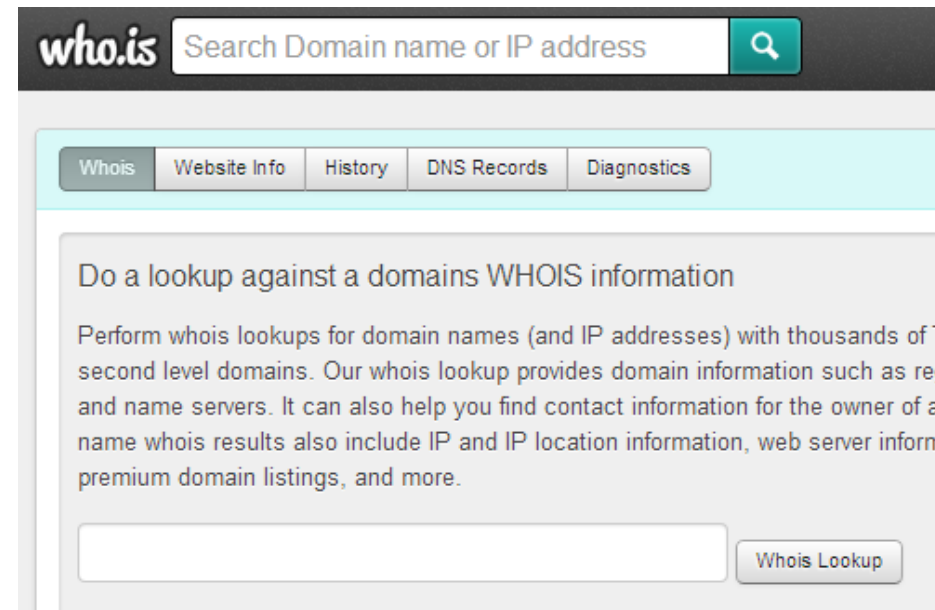 who.is Search Domain name or IP address
Whois Website Info History DNS Records Diagnostics
Do a lookup against a domains WHOIS information
Perform whois lookups for domain names (and IP addresses) with thousands of
second level domains. Our whois lookup provides domain information such as
and name servers. It can also help you find contact information for the owner of
name whois results also include IP and IP location information, web server
premium domain listings, and more.
Whois Lookup